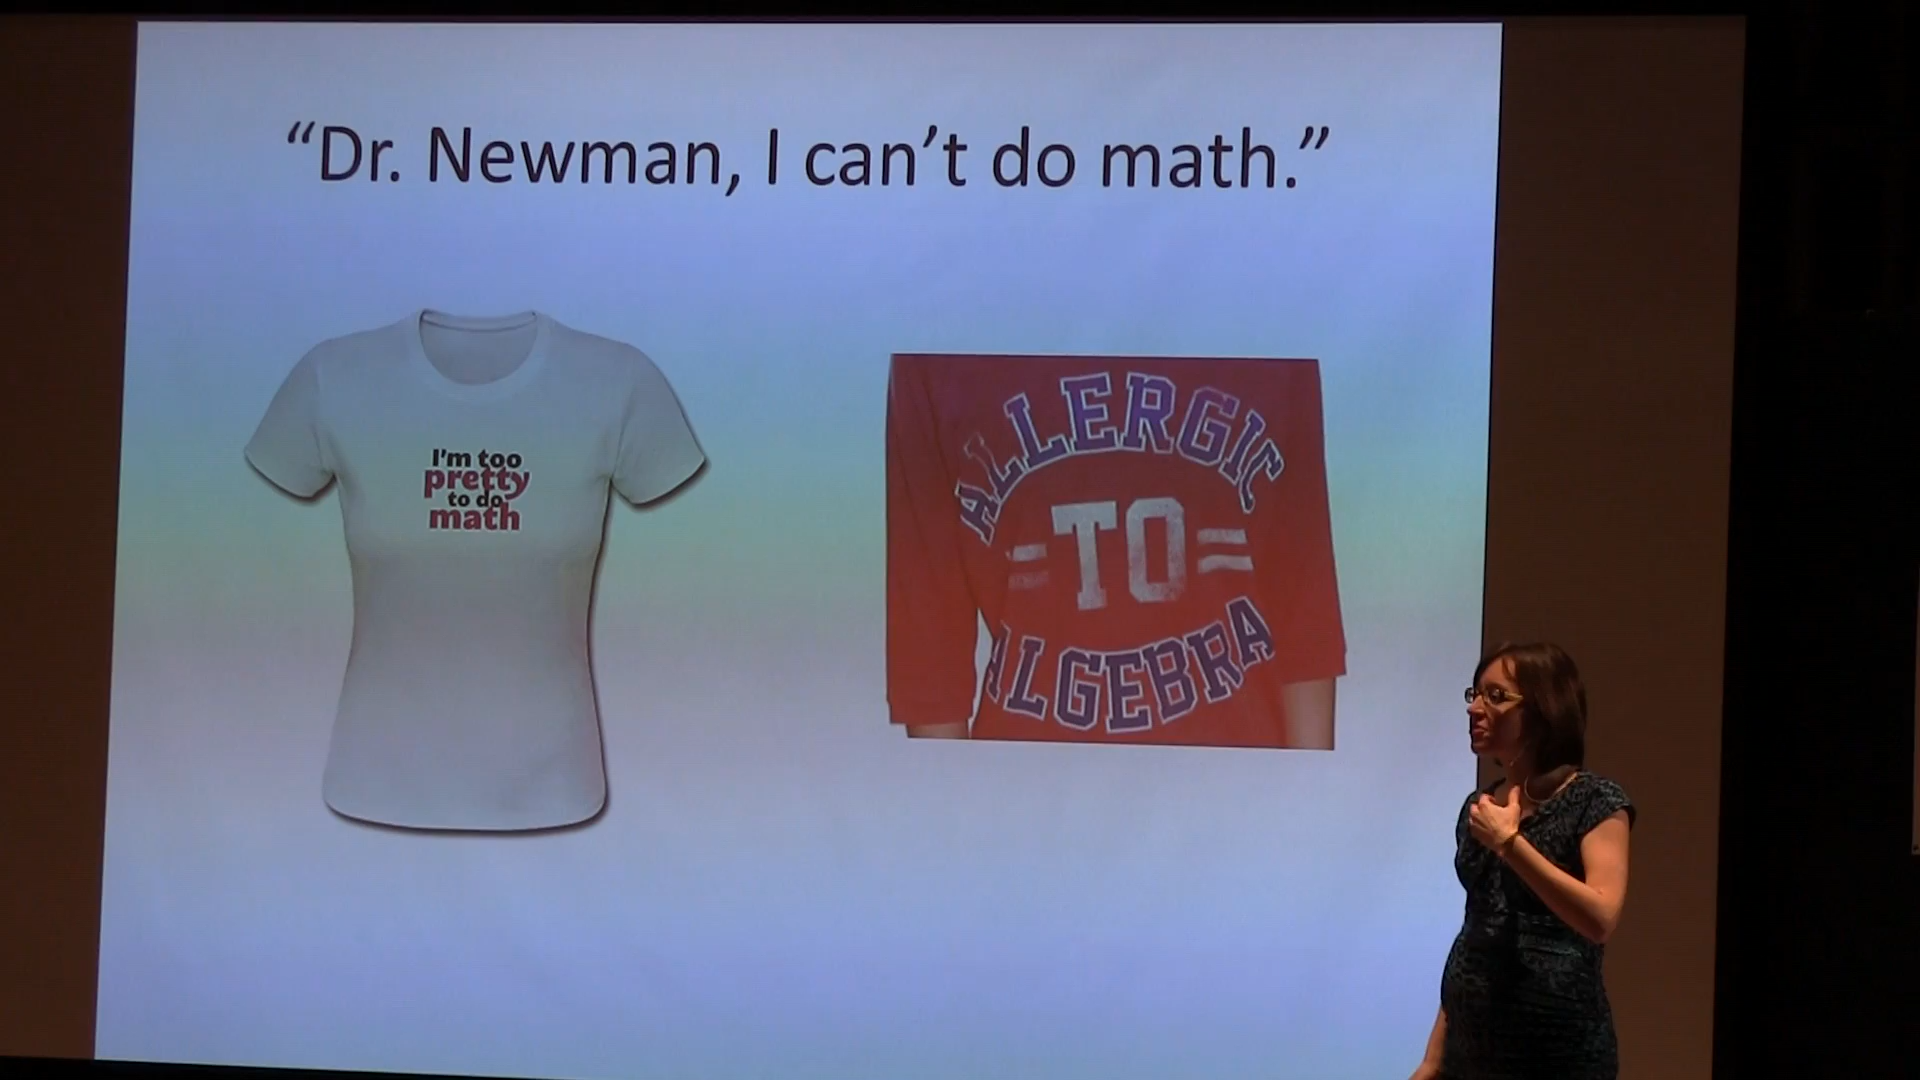 “Dr. Newman, I can’t do math.”
I'm too
pretty
to do
math
ALLERGIC
=TO=
ALGEBRA